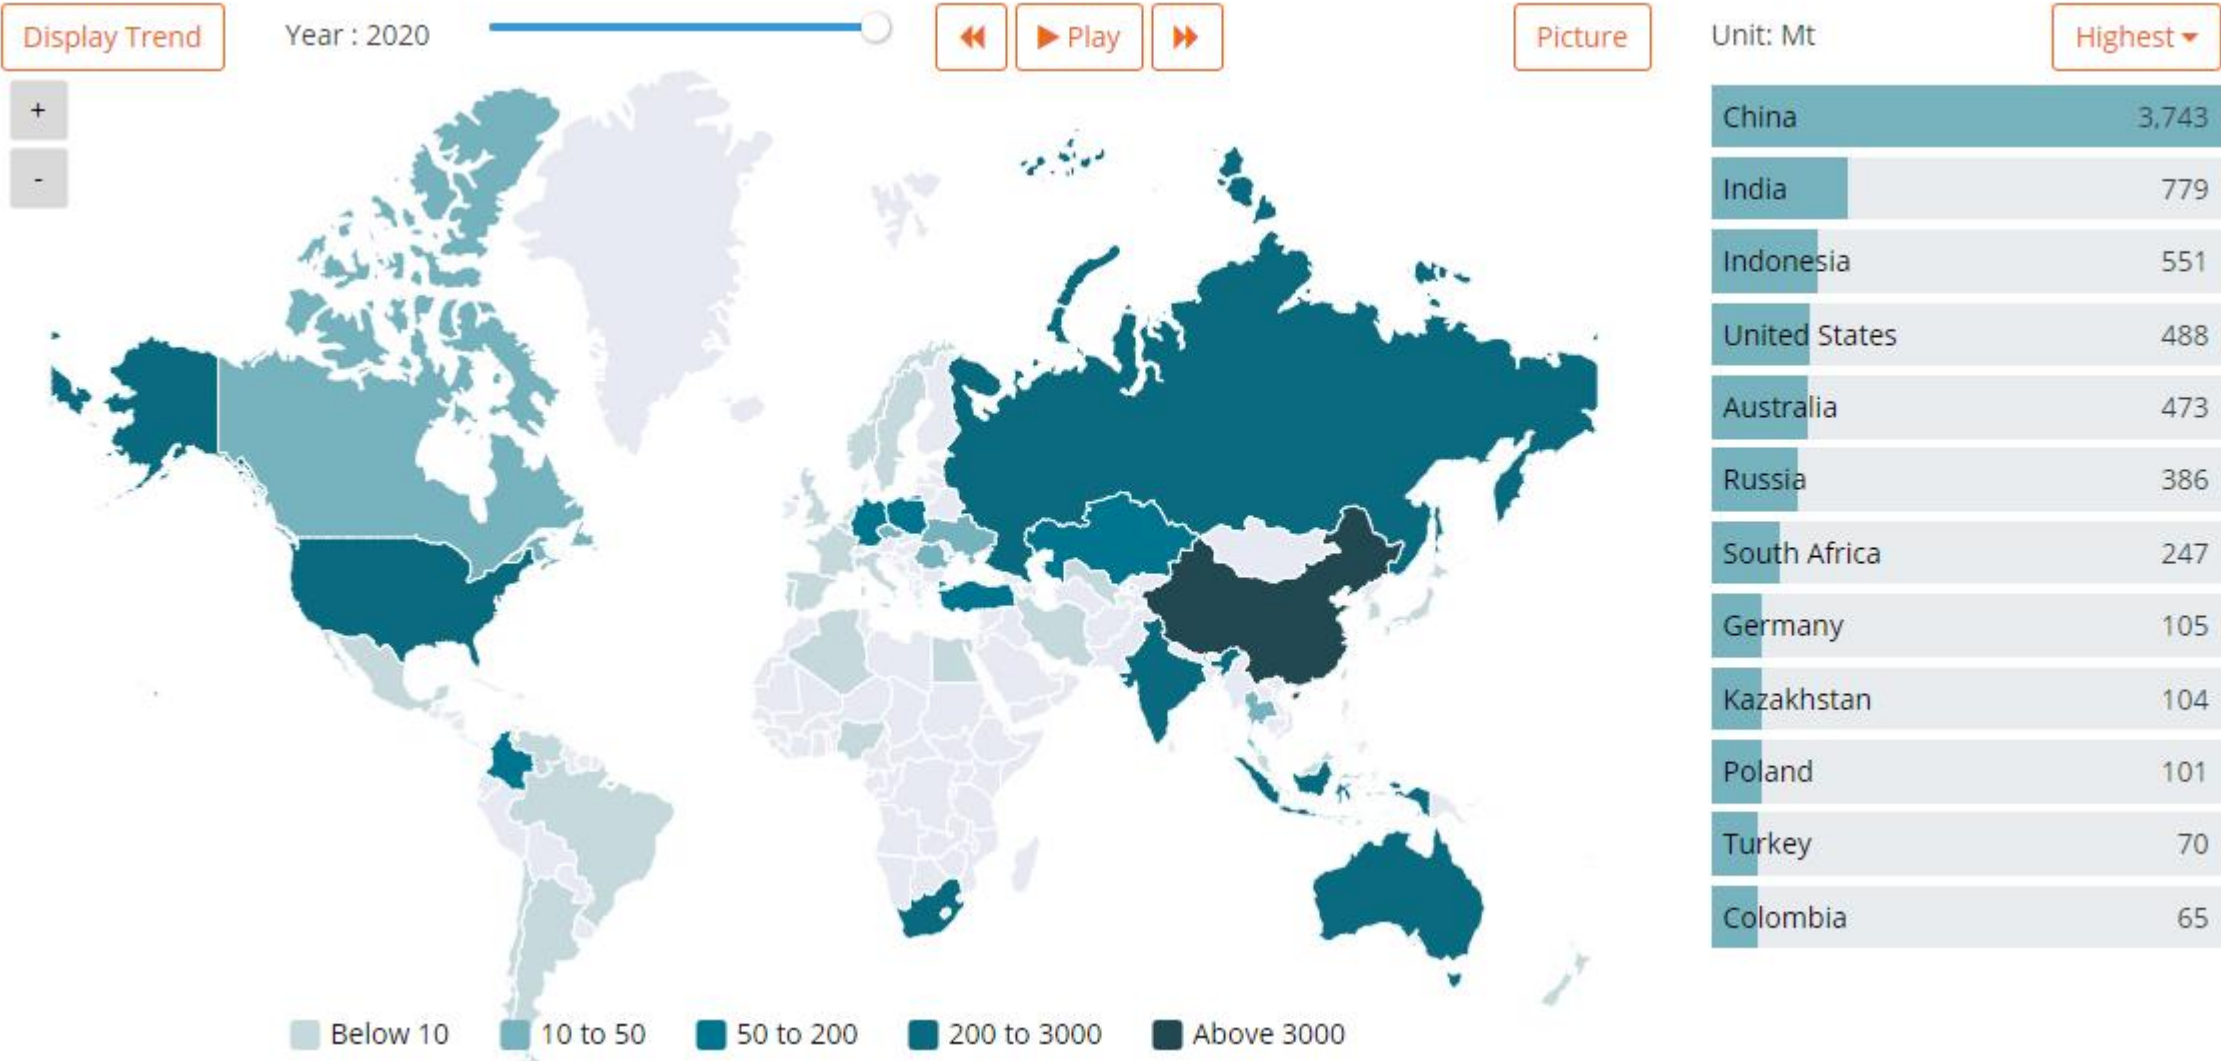 Display Trend
Year : 2020
Play
Picture
Unit: Mt
Highest
+
-
China 3,743
India 779
Indonesia 551
United States 488
Australia 473
Russia 386
South Africa 247
Germany 105
Kazakhstan 104
Poland 101
Turkey 70
Colombia 65
Below 10
10 to 50
50 to 200
200 to 3000
Above 3000